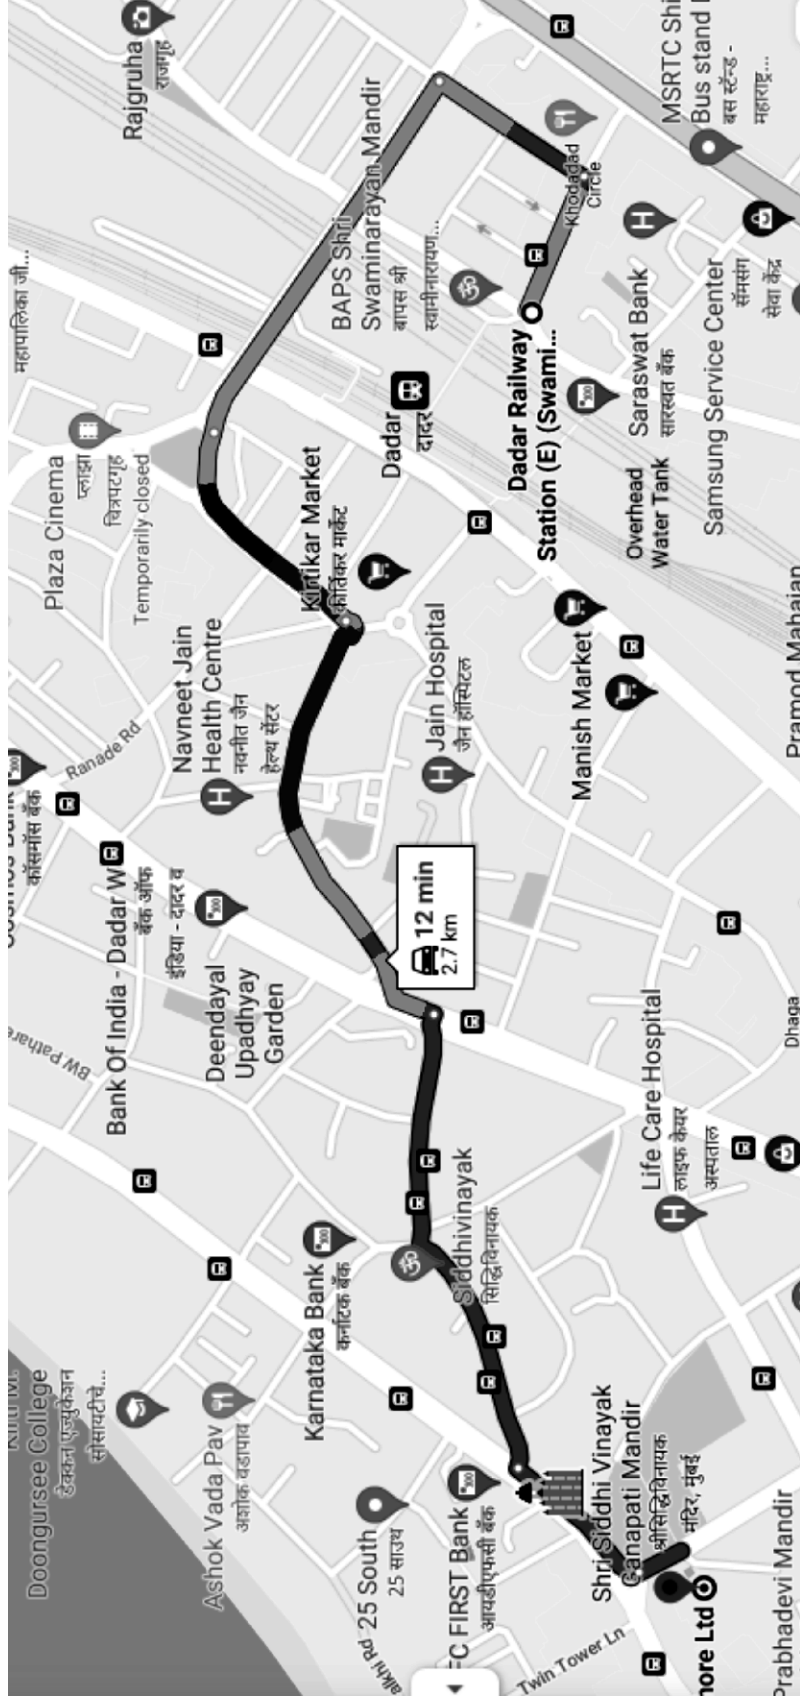 Rajgruha
राजगृह
MSRTC Shi
Bus stand
बस स्टॅन्ड -
महाराष्ट्र...
महापालिका जी...
BAPS Shri
Swaminarayan Mandir
बापस श्री
स्वामीनारायण...
Khodadad
Circle
Plaza Cinema
प्लाझा
चित्रपटगृह
Temporarily closed
Dadar
दादर
Dadar Railway
Station (E) (Swami...
Saraswat Bank
सारस्वत बँक
Samsung Service Center
सॅमसंग
सेवा केंद्र
Kirtikar Market
कीर्तिकर मार्केट
Overhead
Water Tank
Navneet Jain
Health Centre
नवनीत जैन
हेल्थ सेंटर
Ranade Rd
Jain Hospital
जैन हॉस्पिटल
Manish Market
Pramod Mahajan
कॉसमॉस बँक
Bank Of India - Dadar W
बँक ऑफ
इंडिया - दादर व
Deendayal
Upadhyay
Garden
BW Pathare
12 min
2.7 km
Life Care Hospital
लाइफ केयर
अस्पताल
Dhaga
Siddhivinayak
सिद्धिविनायक
Karnataka Bank
कर्नाटक बँक
Doongursee College
डेक्कन एज्युकेशन
सोसायटीचे...
Ashok Vada Pav
अशोक वडापाव
25 South
25 साउथ
FC FIRST Bank
आयडीएफसी बँक
Shri Siddhi Vinayak
Ganapati Mandir
श्री सिद्धिविनायक
मंदिर, मुंबई
Twin Tower Ln
alkhi Rd
nore Ltd
Prabhadevi Mandir